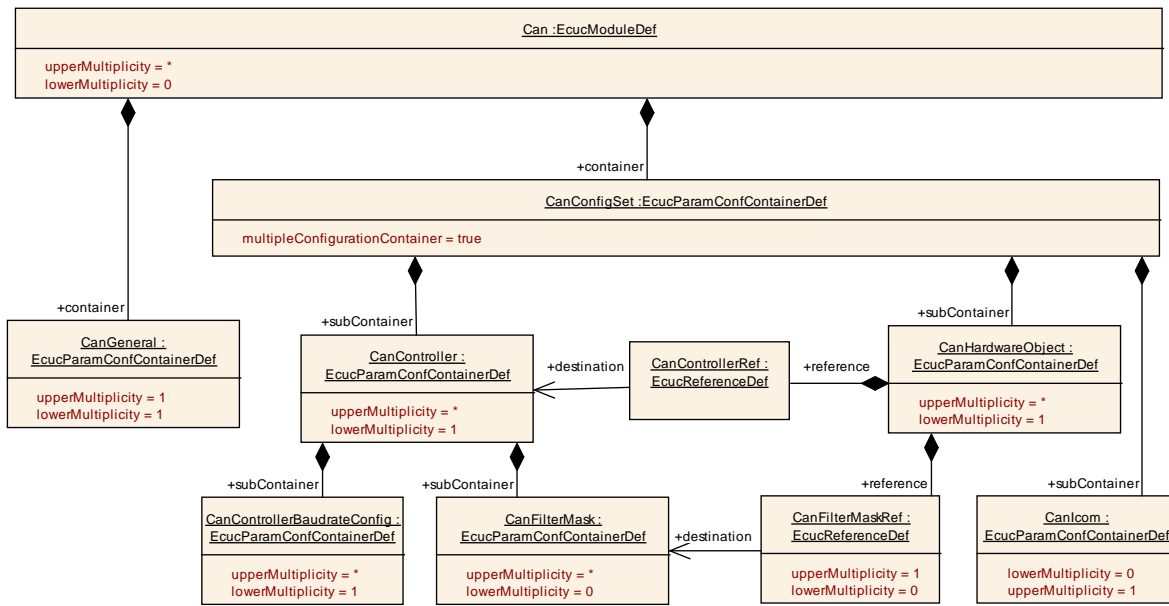 Can :EcucModuleDef
upperMultiplicity = *
lowerMultiplicity = 0
+container
CanConfigSet :EcucParamConfContainerDef
multipleConfigurationContainer = true
+container
CanGeneral :
EcucParamConfContainerDef
upperMultiplicity = 1
lowerMultiplicity = 1
+subContainer
CanController :
EcucParamConfContainerDef
upperMultiplicity = *
lowerMultiplicity = 1
+destination
CanControllerRef :
EcucReferenceDef
+reference
+subContainer
CanHardwareObject :
EcucParamConfContainerDef
upperMultiplicity = *
lowerMultiplicity = 1
+subContainer
CanControllerBaudrateConfig :
EcucParamConfContainerDef
upperMultiplicity = *
lowerMultiplicity = 1
+subContainer
CanFilterMask :
EcucParamConfContainerDef
upperMultiplicity = *
lowerMultiplicity = 0
+destination
+reference
CanFilterMaskRef :
EcucReferenceDef
upperMultiplicity = 1
lowerMultiplicity = 0
+subContainer
CanIcom :
EcucParamConfContainerDef
lowerMultiplicity = 0
upperMultiplicity = 1